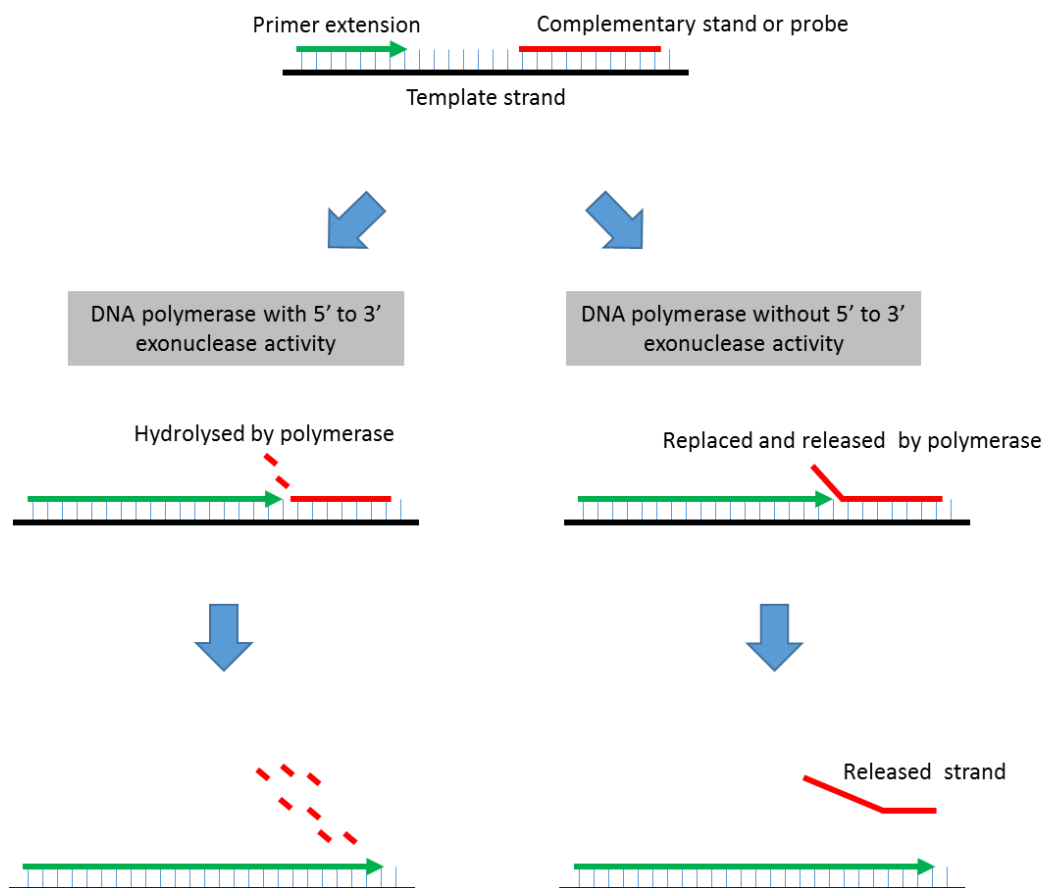 Primer extension
Complementary stand or probe
Template strand
DNA polymerase with 5’ to 3’
exonuclease activity
DNA polymerase without 5’ to 3’
exonuclease activity
Hydrolysed by polymerase
Replaced and released by polymerase
Released strand